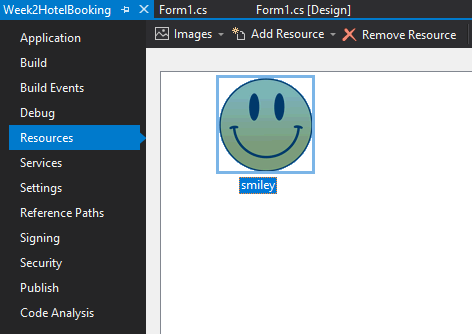 Week2HotelBooking
Form1.cs
Form1.cs [Design]
Images
Add Resource
Remove Resource
Application
Build
Build Events
Debug
Resources
Services
Settings
Reference Paths
Signing
Security
Publish
Code Analysis
smiley